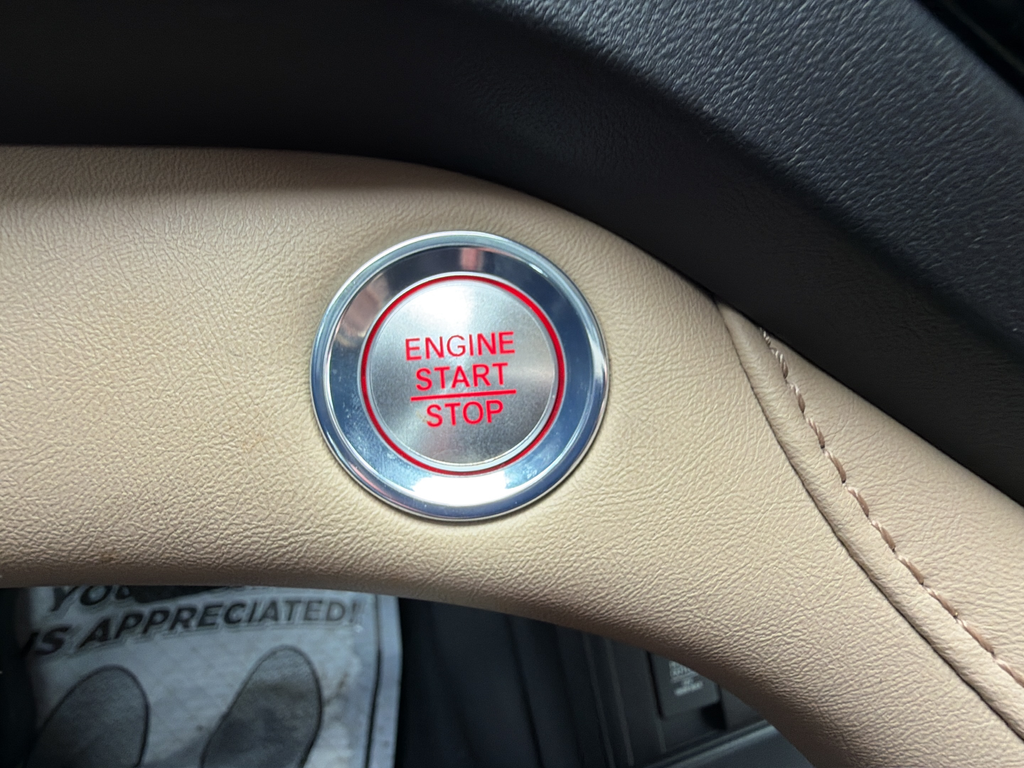 ENGINE
START
STOP
IS APPRECIATED!